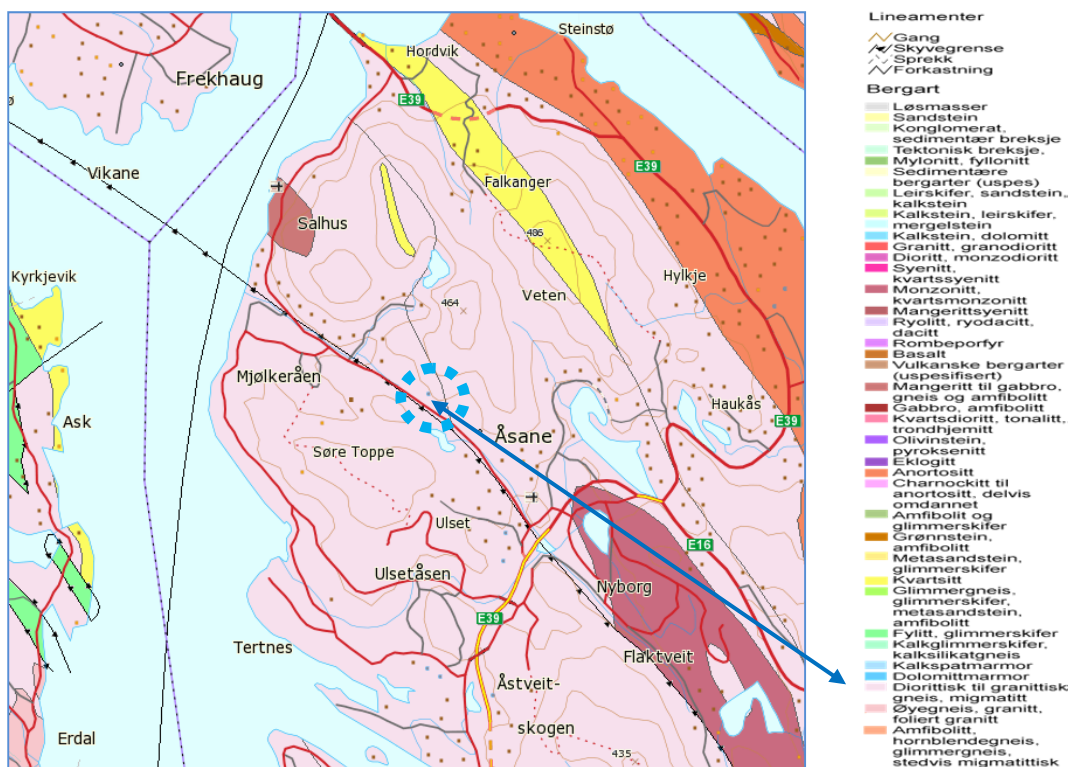 Steinstø
Hordvik
Frekhaug
E39
Vikane
E39
Falkanger
Salhus
486
Hylkje
Kyrkjevik
Veten
464
Mjølkeråen
Haukås
Ask
E39
Åsane
Søre Toppe
Ulset
E16
Ulsetåsen
Nyborg
E39
Tertnes
Flaktveit
Åstveit-
skogen
Erdal
435
Lineamenter
Gang
Skyvegrense
Sprekk
Forkastning
Bergart
Løsmasser
Sandstein
Konglomerat,
sedimentær breksje
Tektonisk breksje,
Mylonitt, fyllonitt
Sedimentære
bergarter (uspes)
Leirskifer, sandstein,
kalkstein
Kalkstein, leirskifer,
mergelstein
Kalkstein, dolomitt
Granitt, granodioritt
Dioritt, monzodioritt
Syenitt,
kvartssyenitt
Monzonitt,
kvartsmonzonitt
Mangerittsyenitt
Ryolitt, ryodacitt,
dacitt
Rombeporfyr
Basalt
Vulkanske bergarter
(uspesifisert)
Mangeritt til gabbro,
gneis og amfibolitt
Gabbro, amfibolitt
Kvartsdioritt, tonalitt,
trondhjemitt
Olivinstein,
pyroksenitt
Eklogitt
Anortositt
Charnockitt til
anortositt, delvis
omdannet
Amfibolit og
glimmerskifer
Grønnstein,
amfibolitt
Metasandstein,
glimmerskifer
Kvartsitt
Glimmergneis,
glimmerskifer,
metasandstein,
amfibolitt
Fylitt, glimmerskifer
Kalkglimmerskifer,
kalksilikatgneis
Kalkspatmarmor
Dolomittmarmor
Diorittisk til granittisk
gneis, migmatitt
Øyegneis, granitt,
foliert granitt
Amfibolitt,
hornblendegneis,
glimmergneis,
stedvis migmatittisk